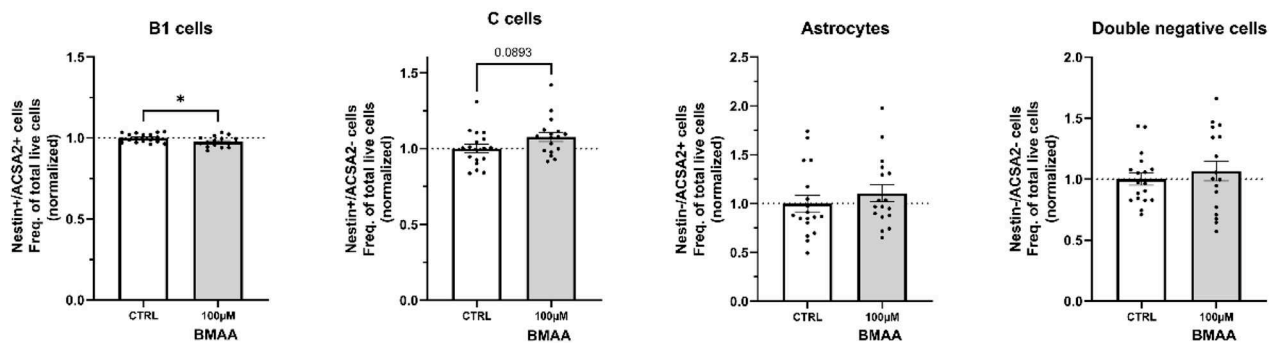 B1 cells
Nestin+/ACSA2+ cells
Freq. of total live cells
(normalized)
1.5
1.0
0.5
0.0
*
CTRL
100µM
BMAA
C cells
Nestin+/ACSA2- cells
Freq. of total live cells
(normalized)
1.5
1.0
0.5
0.0
0.0893
CTRL
100µM
BMAA
Astrocytes
Nestin-/ACSA2+ cells
Freq. of total live cells
(normalized)
2.5
2.0
1.5
1.0
0.5
0.0
CTRL
100µM
BMAA
Double negative cells
Nestin-/ACSA2- cells
Freq. of total live cells
(normalized)
2.0
1.5
1.0
0.5
0.0
CTRL
100µM
BMAA